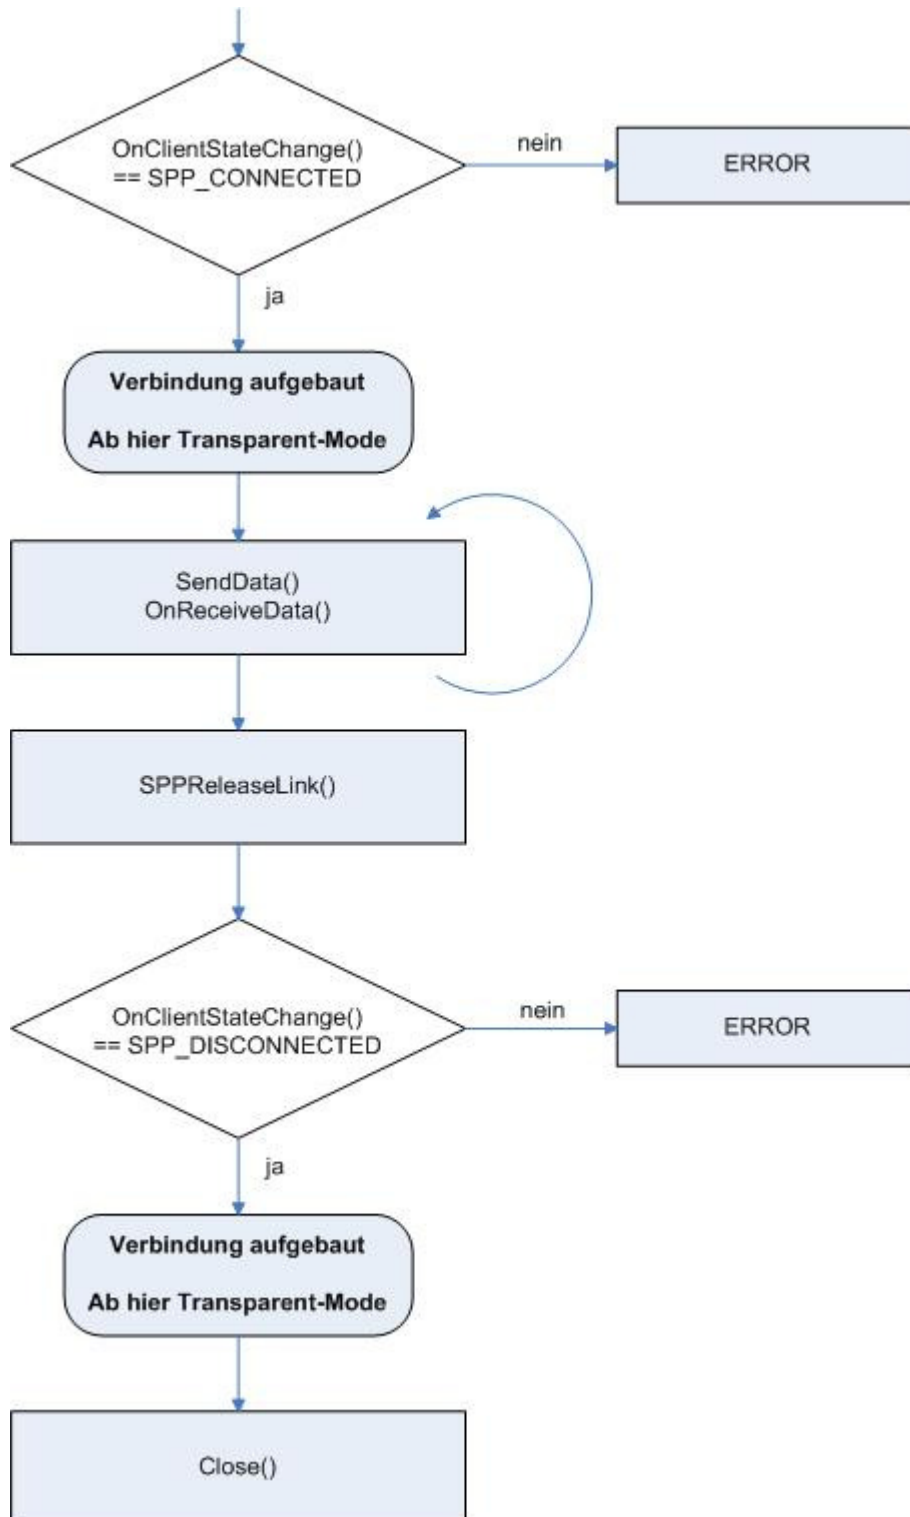 OnClientStateChange()
== SPP_CONNECTED
nein
ERROR
ja
Verbindung aufgebaut
Ab hier Transparent-Mode
SendData()
OnReceiveData()
SPPReleaseLink()
OnClientStateChange()
== SPP_DISCONNECTED
nein
ERROR
ja
Verbindung aufgebaut
Ab hier Transparent-Mode
Close()